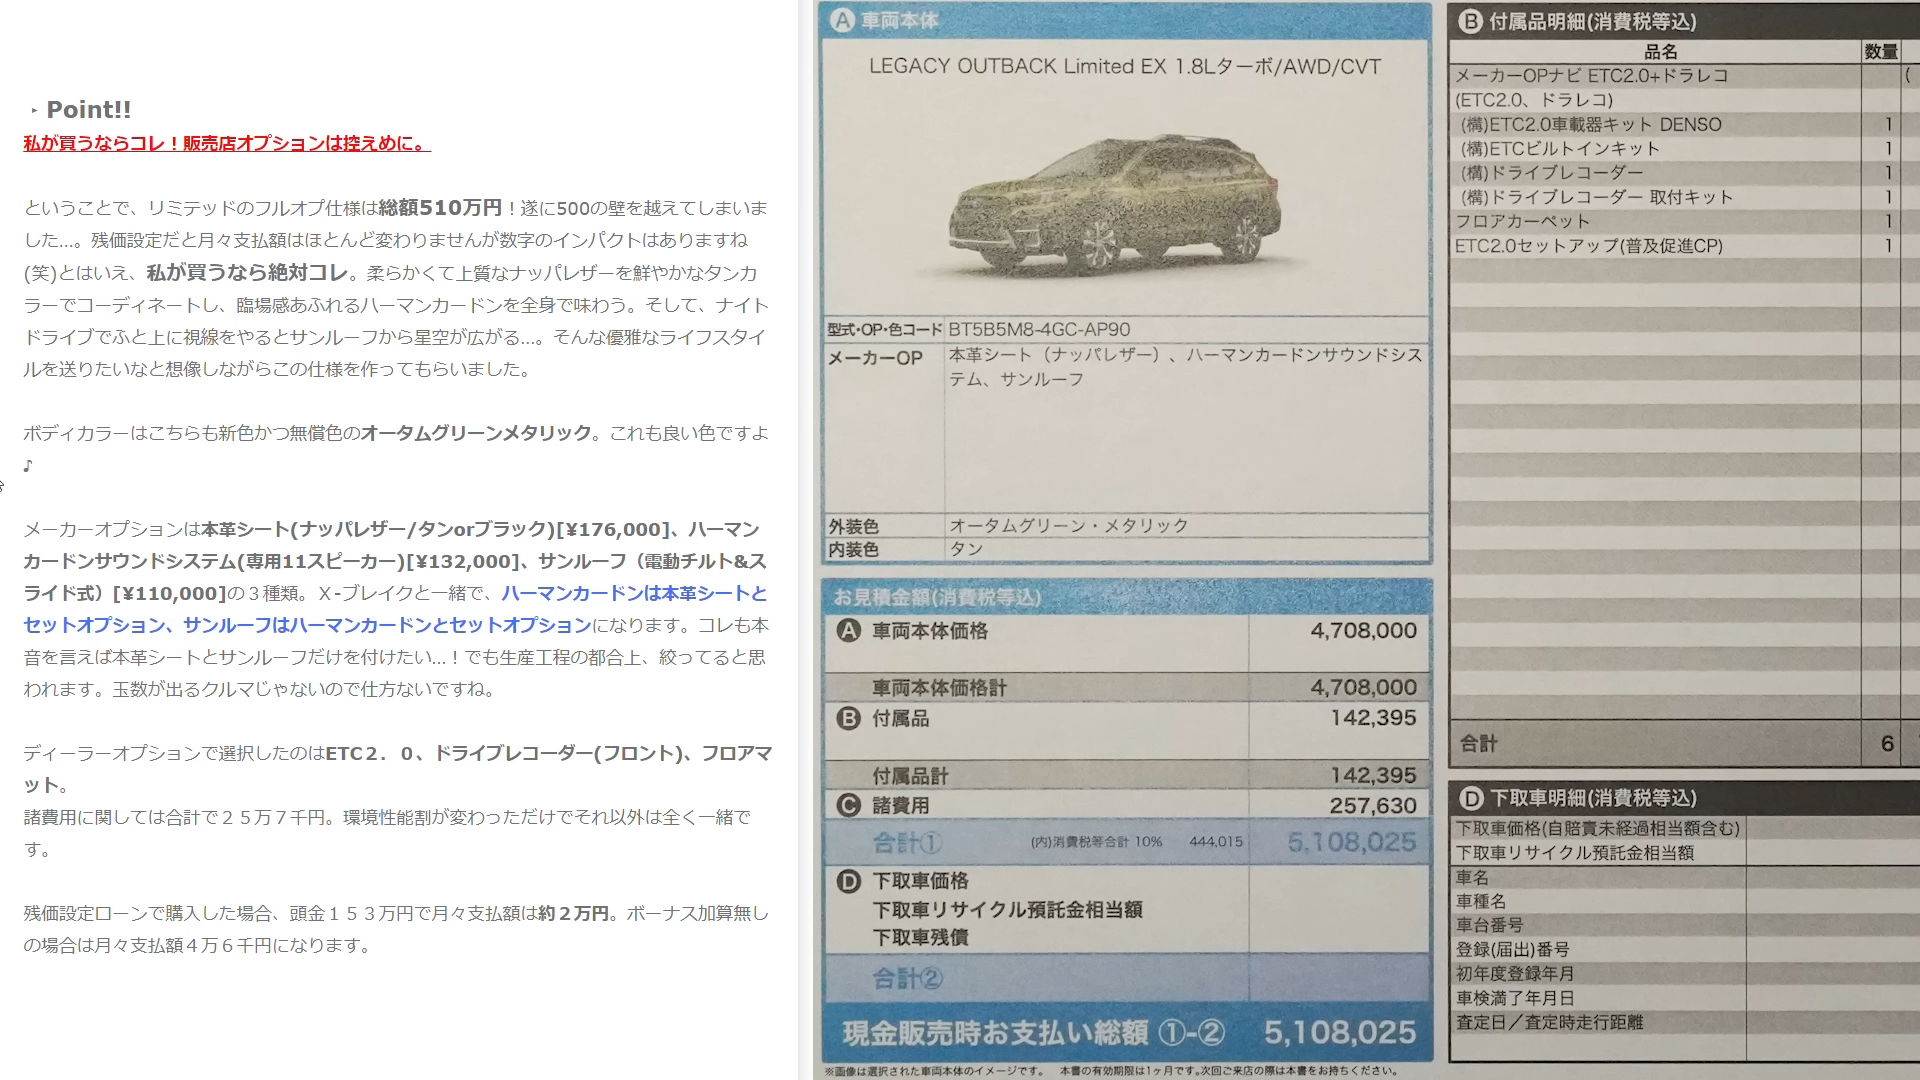 Point!!
私が買うならコレ！販売店オプションは控えめに。
ということで、リミテッドのフルオプ仕様は総額510万円！遂に500の壁を越えてしまいま
した…。残価設定だと月々支払額はほとんど変わりませんが数字のインパクトはありますね
(笑)とはいえ、私が買うなら絶対コレ。柔らかくて上質なナッパレザーを鮮やかなタンカ
ラーでコーディネートし、臨場感あふれるハーマンカードンを全身で味わう。そして、ナイト
ドライブでふと上に視線をやるとサンルーフから星空が広がる…。そんな優雅なライフスタイ
ルを送りたいなと想像しながらこの仕様を作ってもらいました。
ボディカラーはこちらも新色かつ無償色のオータムグリーンメタリック。これも良い色ですよ
♪
メーカーオプションは本革シート(ナッパレザー/タンorブラック)[¥176,000]、ハーマン
カードンサウンドシステム(専用11スピーカー)[¥132,000]、サンルーフ（電動チルト&ス
ライド式）[¥110,000]の３種類。Ｘ-ブレイクと一緒で、ハーマンカードンは本革シートと
セットオプション、サンルーフはハーマンカードンとセットオプションになります。コレも本
音を言えば本革シートとサンルーフだけを付けたい…！でも生産工程の都合上、絞ってると思
われます。玉数が出るクルマじゃないので仕方ないですね。
ディーラーオプションで選択したのはETC２．０、ドライブレコーダー(フロント)、フロアマ
ット。
諸費用に関しては合計で２５万７千円。環境性能割が変わっただけでそれ以外は全く一緒で
す。
残価設定ローンで購入した場合、頭金１５３万円で月々支払額は約２万円。ボーナス加算無し
の場合は月々支払額４万６千円になります。
A 車両本体
LEGACY OUTBACK Limited EX 1.8Lターボ/AWD/CVT
型式・OP・色コード BT5B5M8-4GC-AP90
メーカーOP 本革シート（ナッパレザー）、ハーマンカードンサウンドシス
テム、サンルーフ
外装色 オータムグリーン・メタリック
内装色 タン
お見積金額(消費税等込)
A 車両本体価格 4,708,000
車両本体価格計 4,708,000
B 付属品 142,395
付属品計 142,395
C 諸費用 257,630
合計① (内)消費税等合計 10% 444,015 5,108,025
D 下取車価格
下取車リサイクル預託金相当額
下取車残債
合計②
現金販売時お支払い総額 ①-② 5,108,025
※画像は選択された車両本体のイメージです。 本書の有効期限は1ヶ月です。次回ご来店の際は本書をお持ちください。
B 付属品明細(消費税等込)
品名 数量
メーカーOPナビ ETC2.0+ドラレコ (
(ETC2.0、ドラレコ)
(構)ETC2.0車載器キット DENSO 1
(構)ETCビルトインキット 1
(構)ドライブレコーダー 1
(構)ドライブレコーダー 取付キット 1
フロアカーペット 1
ETC2.0セットアップ(普及促進CP) 1
合計 6
D 下取車明細(消費税等込)
下取車価格(自賠責未経過相当額含む)
下取車リサイクル預託金相当額
車名
車種名
車台番号
登録(届出)番号
初年度登録年月
車検満了年月日
査定日／査定時走行距離